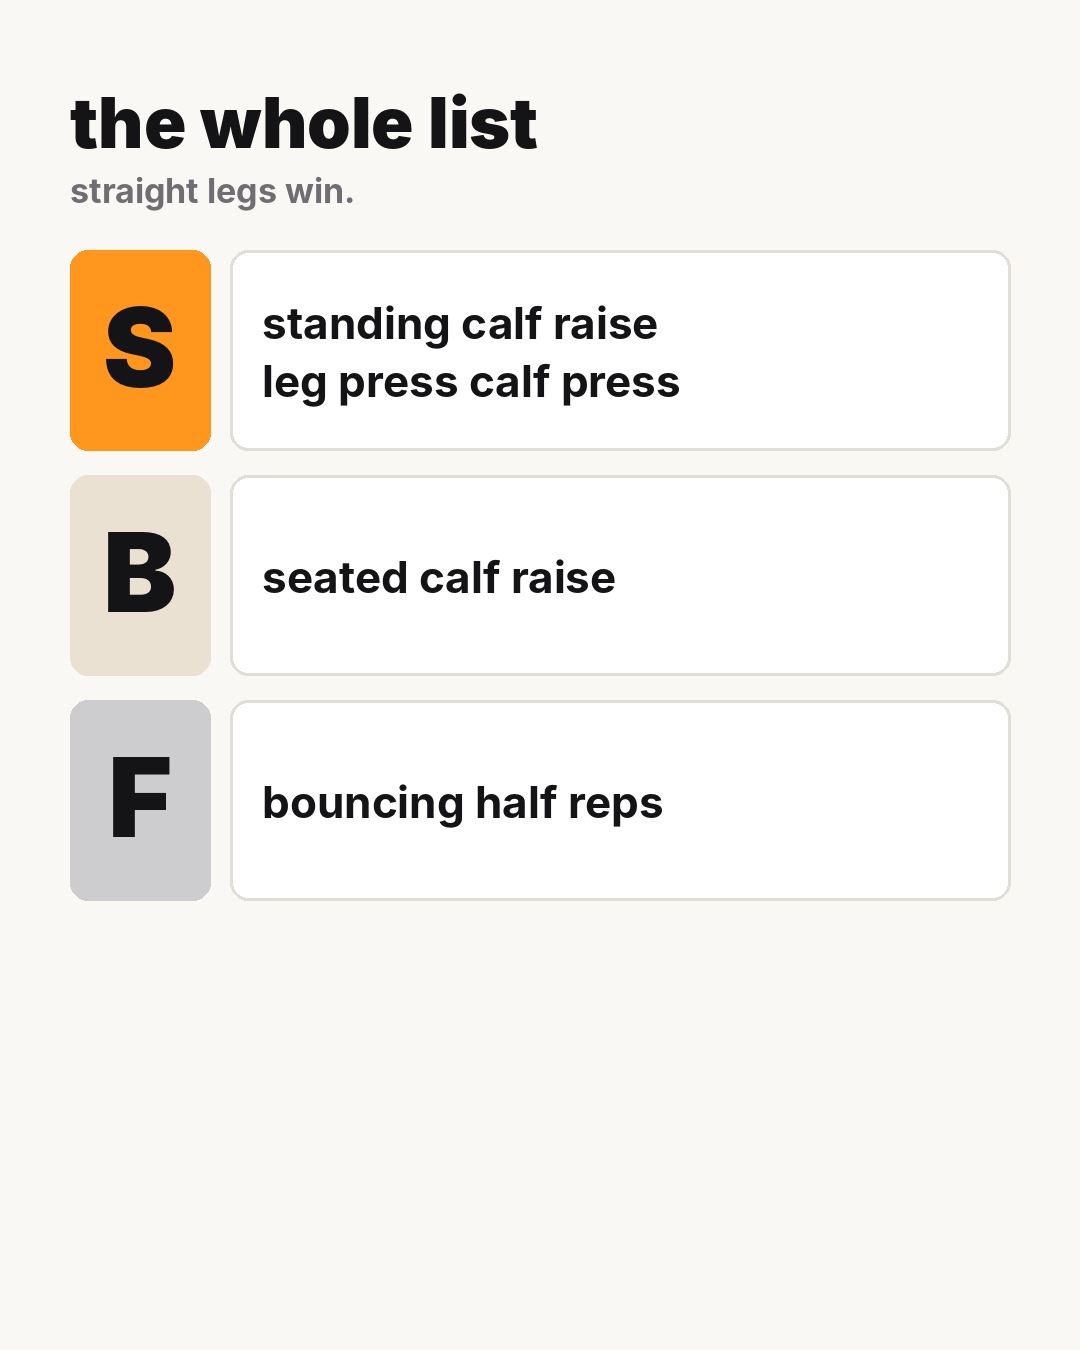 the whole list
straight legs win.
S
standing calf raise
leg press calf press
B
seated calf raise
F
bouncing half reps